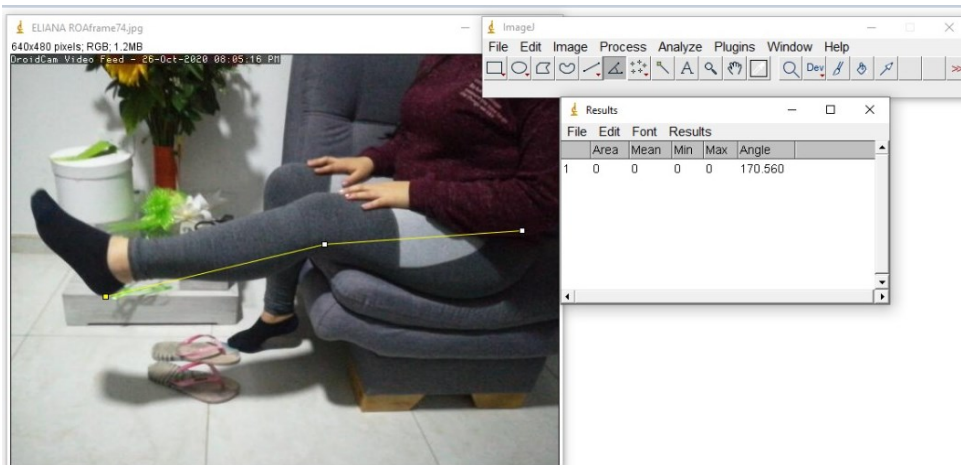 ELIANA ROAframe74.jpg
640x480 pixels; RGB; 1.2MB
DroidCam Video Feed - 26-Oct-2020 08:05:16 PM
ImageJ
File Edit Image Process Analyze Plugins Window Help
A Dev >>
Results
File Edit Font Results
Area Mean Min Max Angle
1 0 0 0 0 170.560